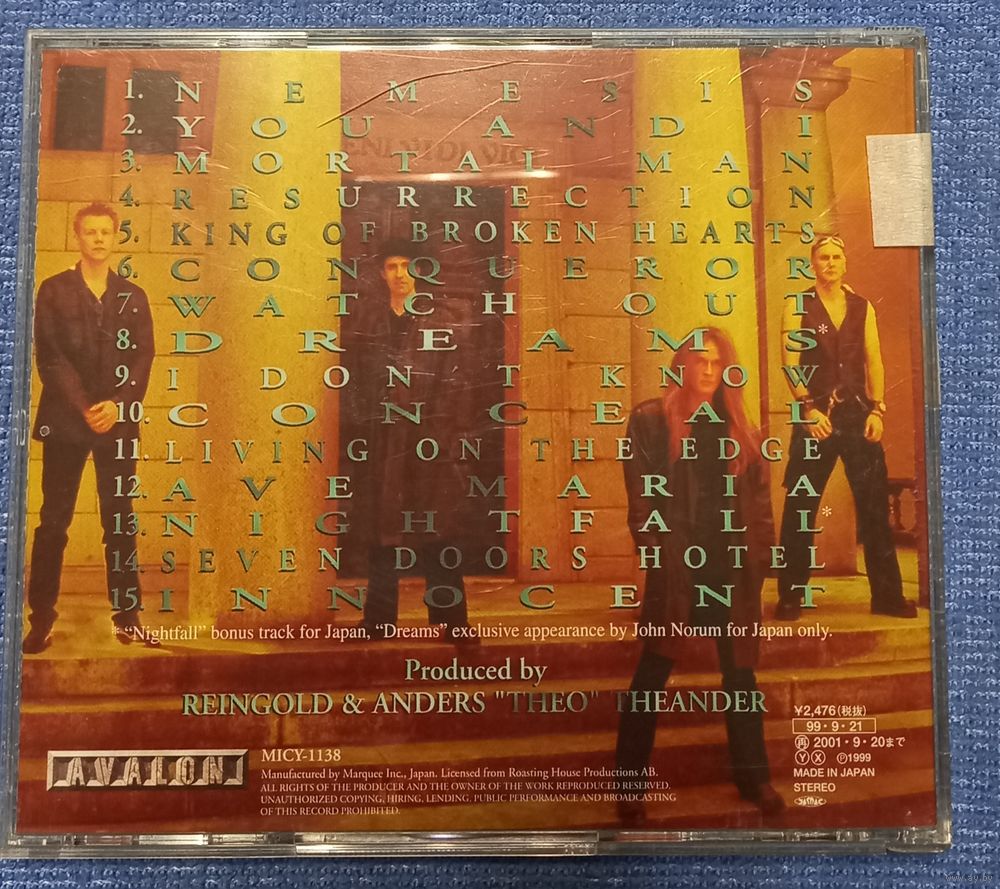 1. NEMESIS
2. YOU AND I
3. MORTAL MAN
4. RESURRECTION
5. KING OF BROKEN HEARTS
6. CONQUEROR
7. WATCH OUT
8. DREAMS*
9. I DON´T KNOW
10. CONCEAL
11. LIVING ON THE EDGE
12. AVE MARIA
13. NIGHTFALL*
14. SEVEN DOORS HOTEL
15. INNOCENT
* “Nightfall” bonus track for Japan, “Dreams” exclusive appearance by John Norum for Japan only.
Produced by
REINGOLD & ANDERS "THEO" THEANDER
AVALON
MICY-1138
Manufactured by Marquee Inc., Japan. Licensed from Roasting House Productions AB.
ALL RIGHTS OF THE PRODUCER AND THE OWNER OF THE WORK REPRODUCED RESERVED.
UNAUTHORIZED COPYING, HIRING, LENDING, PUBLIC PERFORMANCE AND BROADCASTING
OF THIS RECORD PROHIBITED.
¥2,476(税抜)
99・9・21
再 2001・9・20まで
Ⓨ Ⓧ ℗1999
MADE IN JAPAN
STEREO
JASRAC
www.ay.by